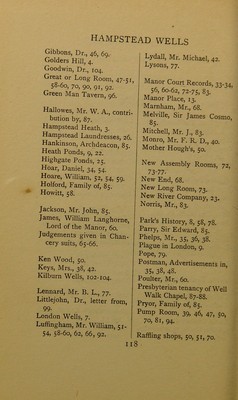 HAMPSTEAD WELLS
Gibbons, Dr., 46, 69.
Golders Hill, 4.
Goodwin, Dr., 104.
Great or Long Room, 47-51,
58-60, 70, 90, 91, 92.
Green Man Tavern, 96.
Hallowes, Mr. W. A., contri-
bution by, 87.
Hampstead Heath, 3.
Hampstead Laundresses, 26.
Hankinson, Archdeacon, 85.
Heath Ponds, 9, 22.
Highgate Ponds, 25.
Hoar, Daniel, 34, 54.
Hoare, William, 52, 54, 59.
Holford, Family of, 85.
Howitt, 58.
Jackson, Mr. John, 85.
James, William Langhorne,
Lord of the Manor, 60.
Judgements given in Chan-
cery suits, 65-66.
Ken Wood, 50.
Keys, Mrs., 38, 42.
Kilburn Wells, 102-104.
Lennard, Mr. B. L., 77.
Littlejohn, Dr., letter from,
99.
London Wells, 7.
Luffingham, Mr. William, 51-
54, 58-60, 62, 66, 92.
Lydall, Mr. Michael, 42.
Lysons, 77.
Manor Court Records, 33-34,
56, 60-62, 72-75, 83.
Manor Place, 13.
Marnham, Mr., 68.
Melville, Sir James Conmo,
85.
Mitchell, Mr. J., 85.
Monro, Mr. F. R. D., 40.
Mother Hough's, 50.
New Assembly Rooms, 72,
73-77.
New End, 68.
New Long Room, 73.
New River Company, 23.
Norris, Mr., 83.
Park's History, 8, 58, 78.
Parry, Sir Edward, 85.
Phelps, Mr., 35, 36, 38.
Plague in London, 9.
Pope, 79.
Postman, Advertisements in,
35, 38, 48.
Poulter, Mr., 60.
Presbyterian tenancy of Well
Walk Chapel, 87-88.
Pryor, Family of, 85.
Pump Room, 39, 46, 47, 50,
70, 81, 94.
Raffling shops, 50, 51, 70.
118